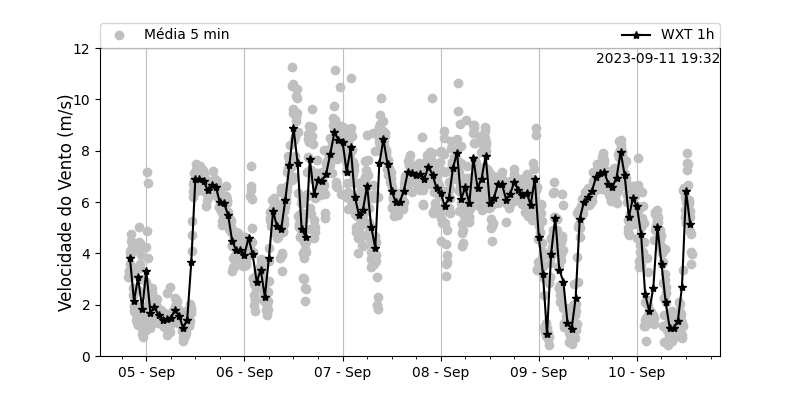 Média 5 min
WXT 1h
2023-09-11 19:32
Velocidade do Vento (m/s)
12
10
8
6
4
2
0
05 - Sep
06 - Sep
07 - Sep
08 - Sep
09 - Sep
10 - Sep